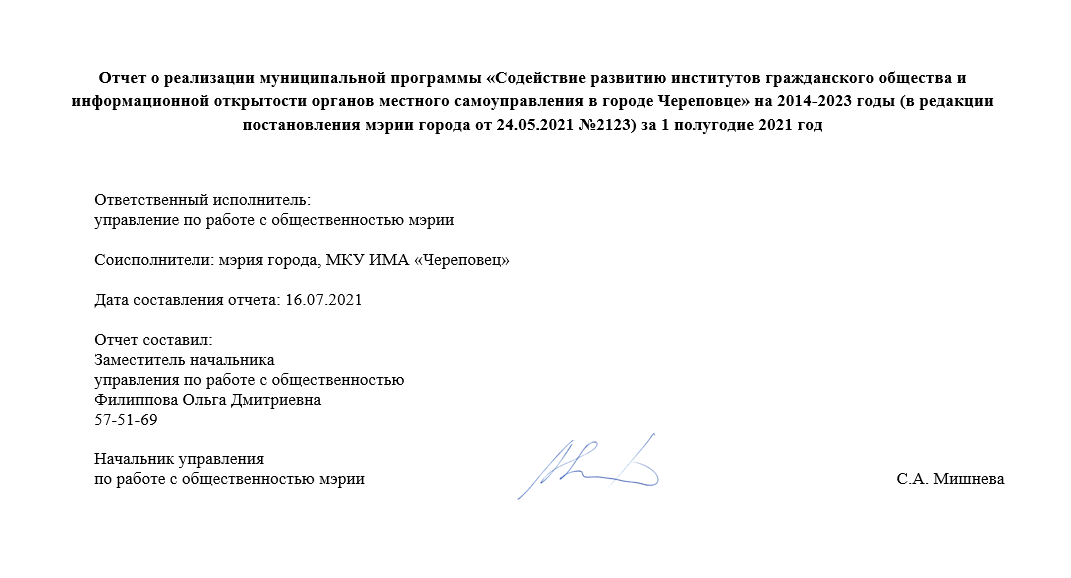 Отчет о реализации муниципальной программы «Содействие развитию институтов гражданского общества и
информационной открытости органов местного самоуправления в городе Череповце» на 2014-2023 годы (в редакции
постановления мэрии города от 24.05.2021 №2123) за 1 полугодие 2021 год
Ответственный исполнитель:
управление по работе с общественностью мэрии
Соисполнители: мэрия города, МКУ ИМА «Череповец»
Дата составления отчета: 16.07.2021
Отчет составил:
Заместитель начальника
управления по работе с общественностью
Филиппова Ольга Дмитриевна
57-51-69
Начальник управления
по работе с общественностью мэрии С.А. Мишнева